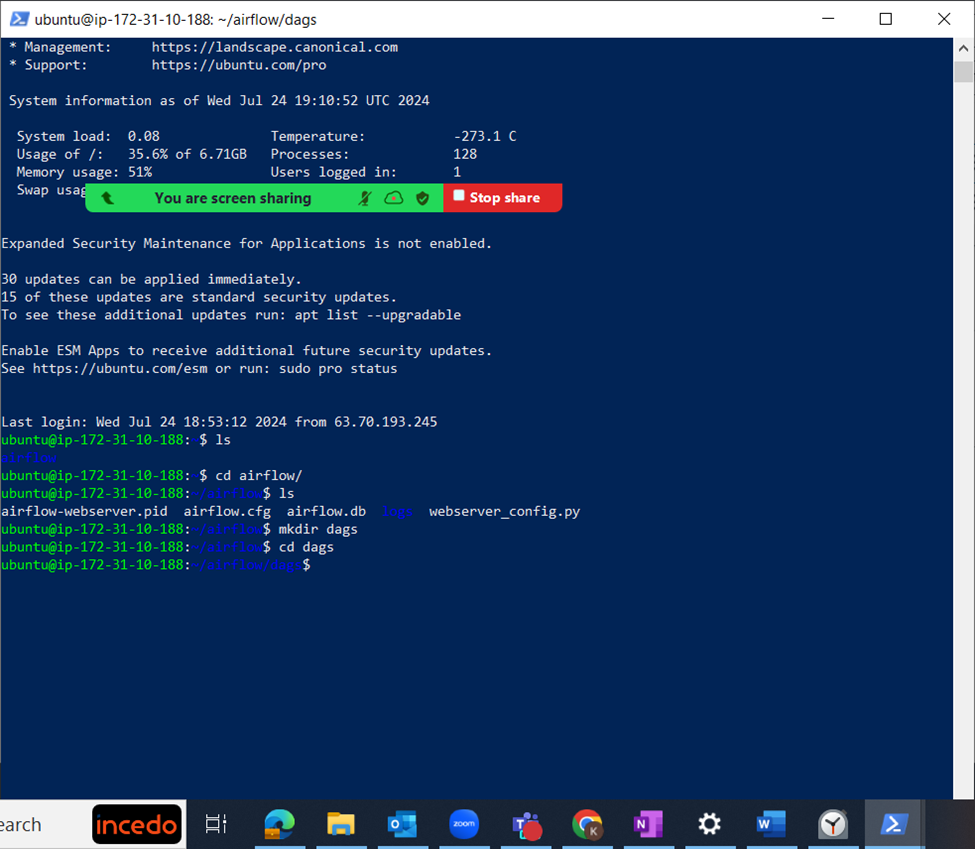 ubuntu@ip-172-31-10-188: ~/airflow/dags
* Management:     https://landscape.canonical.com
* Support:        https://ubuntu.com/pro
System information as of Wed Jul 24 19:10:52 UTC 2024
System load:  0.08               Temperature:           -273.1 C
Usage of /:   35.6% of 6.71GB   Processes:             128
Memory usage: 51%                Users logged in:       1
Swap usag
You are screen sharing   Stop share
Expanded Security Maintenance for Applications is not enabled.
30 updates can be applied immediately.
15 of these updates are standard security updates.
To see these additional updates run: apt list --upgradable
Enable ESM Apps to receive additional future security updates.
See https://ubuntu.com/esm or run: sudo pro status
Last login: Wed Jul 24 18:53:12 2024 from 63.70.193.245
ubuntu@ip-172-31-10-188:~$ ls
airflow
ubuntu@ip-172-31-10-188:~$ cd airflow/
ubuntu@ip-172-31-10-188:~/airflow$ ls
airflow-webserver.pid  airflow.cfg  airflow.db  logs  webserver_config.py
ubuntu@ip-172-31-10-188:~/airflow$ mkdir dags
ubuntu@ip-172-31-10-188:~/airflow$ cd dags
ubuntu@ip-172-31-10-188:~/airflow/dags$
earch   incedo   zoom   K